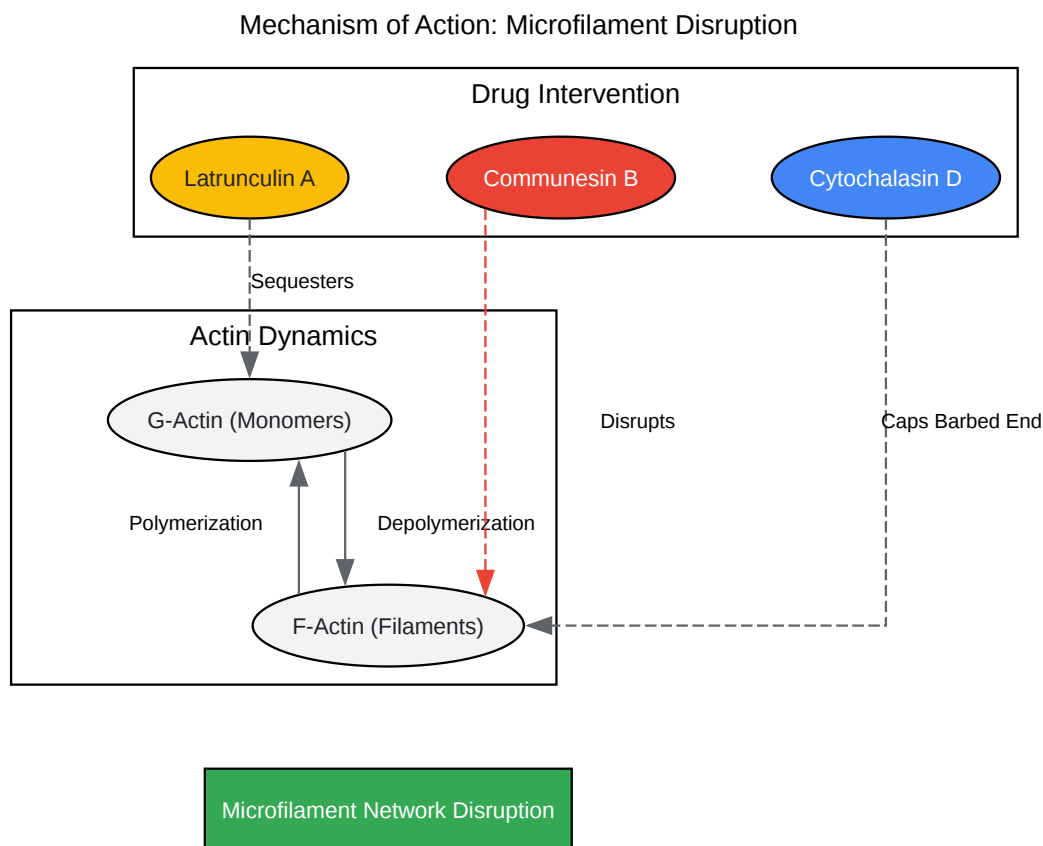 Mechanism of Action: Microfilament Disruption
Drug Intervention
Latrunculin A
Communesin B
Cytochalasin D
Sequesters
Actin Dynamics
G-Actin (Monomers)
Disrupts
Caps Barbed End
Polymerization
Depolymerization
F-Actin (Filaments)
Microfilament Network Disruption